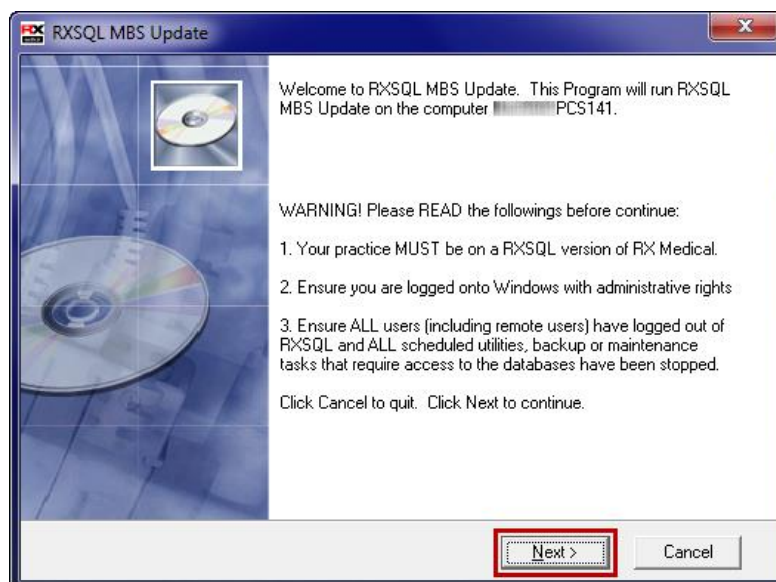 RX
RXSQL MBS Update
Welcome to RXSQL MBS Update. This Program will run RXSQL
MBS Update on the computer PCS141.
WARNING! Please READ the followings before continue:
1. Your practice MUST be on a RXSQL version of RX Medical.
2. Ensure you are logged onto Windows with administrative rights
3. Ensure ALL users (including remote users) have logged out of
RXSQL and ALL scheduled utilities, backup or maintenance
tasks that require access to the databases have been stopped.
Click Cancel to quit. Click Next to continue.
Next >
Cancel